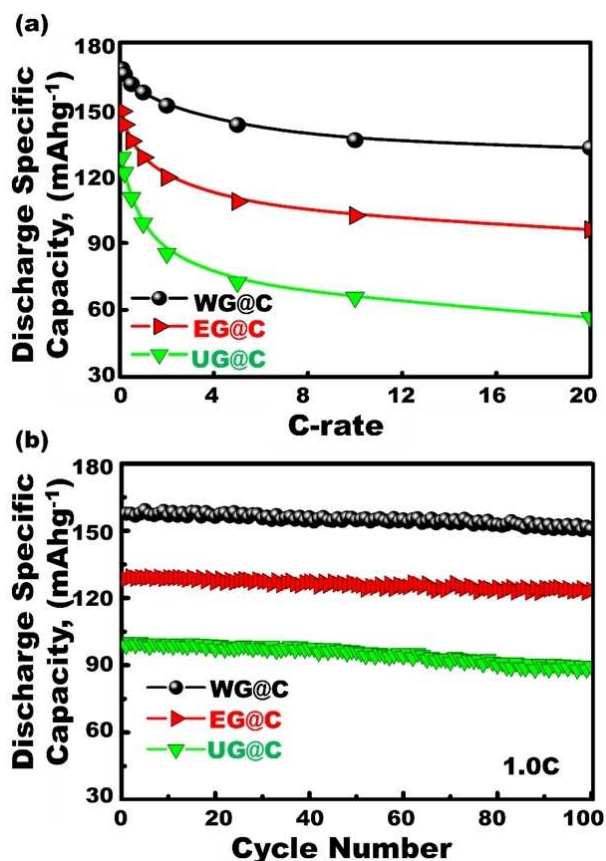 (a)
Discharge Specific
Capacity, (mAhg⁻¹)
180
150
120
90
60
30
WG@C
EG@C
UG@C
0 4 8 12 16 20
C-rate
(b)
Discharge Specific
Capacity, (mAhg⁻¹)
180
150
120
90
60
30
WG@C
EG@C
UG@C
1.0C
0 20 40 60 80 100
Cycle Number